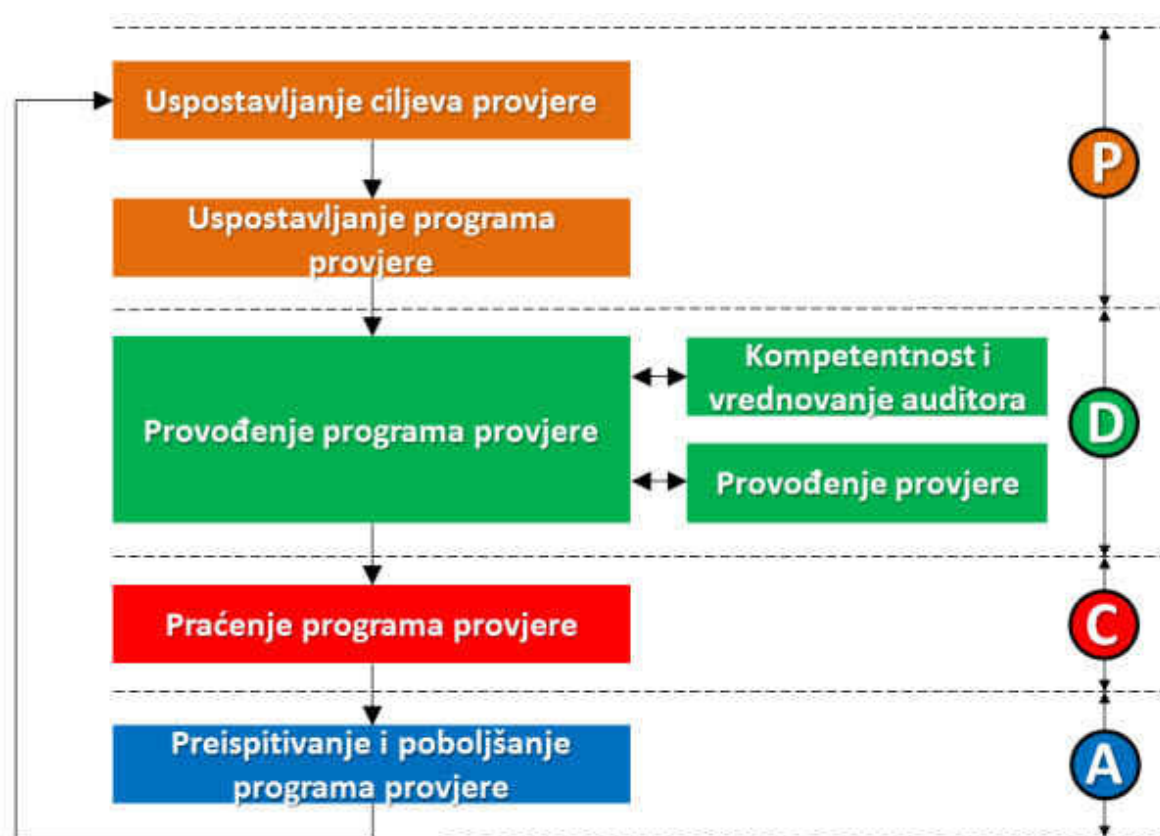 Uspostavljanje ciljeva provjere
P
Uspostavljanje programa
provjere
Kompetentnost i
vrednovanje auditora
D
Provođenje programa provjere
Provođenje provjere
Praćenje programa provjere
C
Preispitivanje i poboljšanje
programa provjere
A